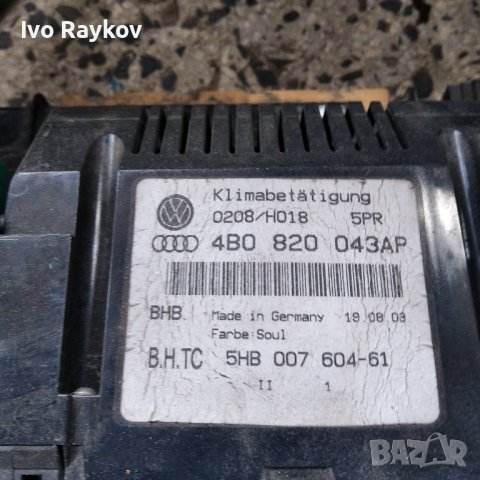 Ivo Raykov
Klimabetätigung
0208/H018 5PR
4B0 820 043AP
BHB. Made in Germany 19.08.03
Farbe:Soul
B.H.TC 5HB 007 604-61
II 1
BAZAR